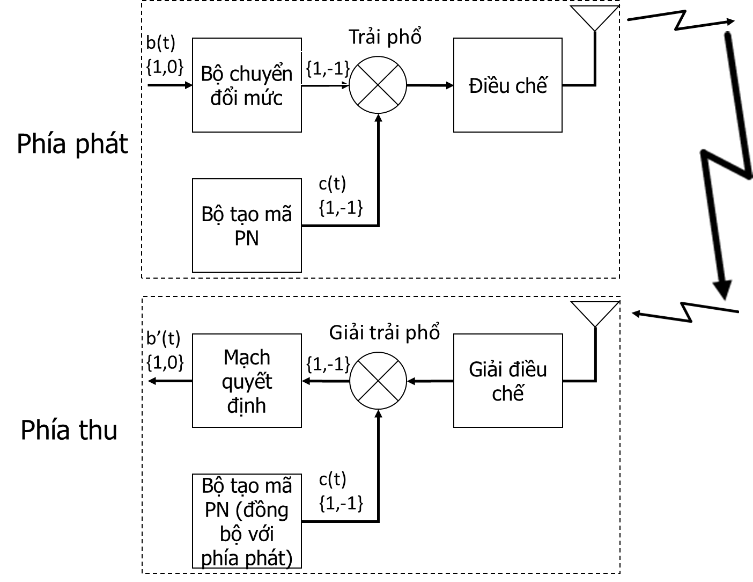 Phía phát
b(t)
{1,0}
Bộ chuyển
đổi mức
{1,-1}
Trải phổ
Điều chế
Bộ tạo mã
PN
c(t)
{1,-1}
Phía thu
b’(t)
{1,0}
Mạch
quyết
định
{1,-1}
Giải trải phổ
Giải điều
chế
Bộ tạo mã
PN (đồng
bộ với
phía phát)
c(t)
{1,-1}